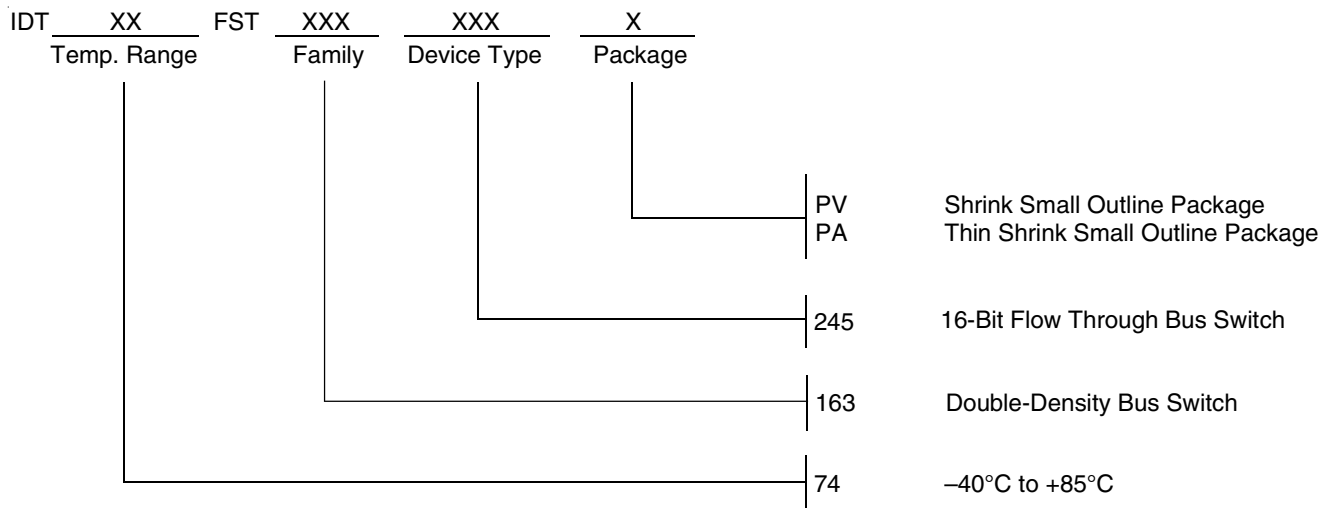 IDT XX FST XXX XXX X
Temp. Range Family Device Type Package
PV Shrink Small Outline Package
PA Thin Shrink Small Outline Package
245 16-Bit Flow Through Bus Switch
163 Double-Density Bus Switch
74 –40°C to +85°C